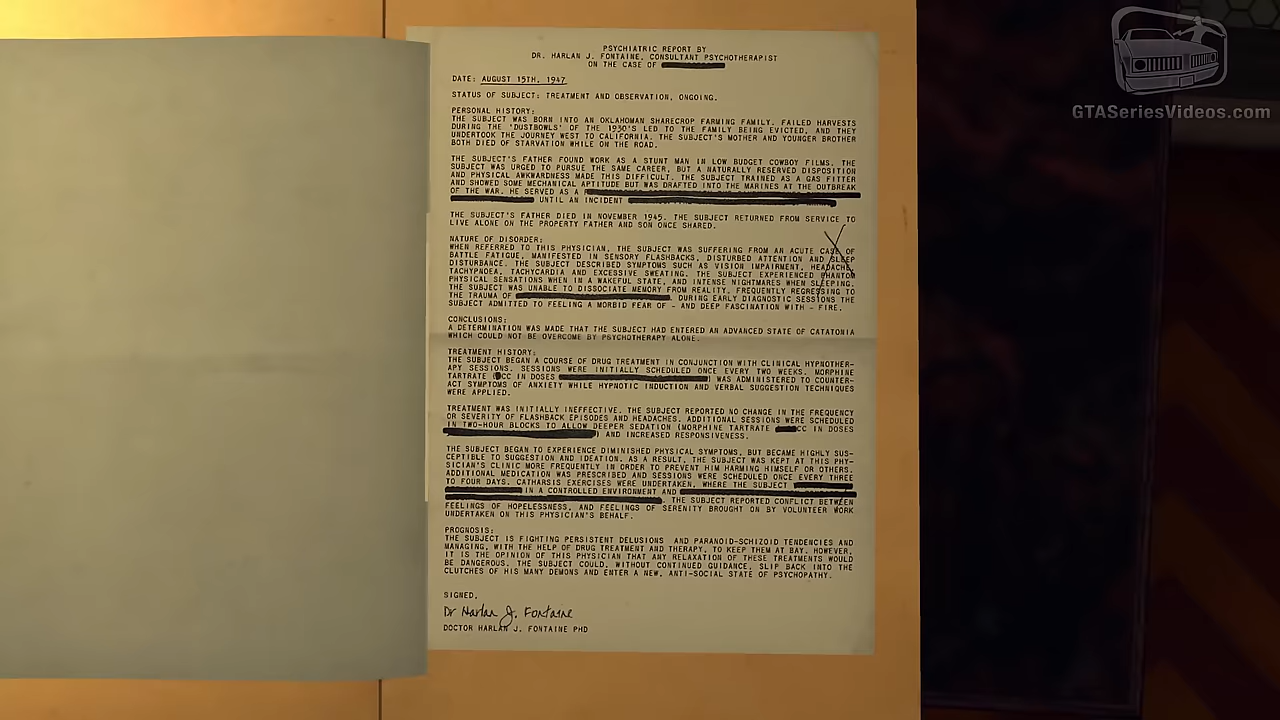 GTASeriesVideos.com
PSYCHIATRIC REPORT BY
DR. HARLAN J. FONTAINE, CONSULTANT PSYCHOTHERAPIST
ON THE CASE OF
DATE: AUGUST 15TH, 1947
STATUS OF SUBJECT: TREATMENT AND OBSERVATION, ONGOING.
PERSONAL HISTORY:
THE SUBJECT WAS BORN INTO AN OKLAHOMAN SHARECROP FARMING FAMILY. FAILED HARVESTS
DURING THE 'DUSTBOWLS' OF THE 1930'S LED TO THE FAMILY BEING EVICTED, AND THEY
UNDERTOOK THE JOURNEY WEST TO CALIFORNIA. THE SUBJECT'S MOTHER AND YOUNGER BROTHER
BOTH DIED OF STARVATION WHILE ON THE ROAD.
THE SUBJECT'S FATHER FOUND WORK AS A STUNT MAN IN LOW BUDGET COWBOY FILMS. THE
SUBJECT WAS URGED TO PURSUE THE SAME CAREER, BUT A NATURALLY RESERVED DISPOSITION
AND PHYSICAL AWKWARDNESS MADE THIS DIFFICULT. THE SUBJECT TRAINED AS A GAS FITTER
AND SHOWED SOME MECHANICAL APTITUDE BUT WAS DRAFTED INTO THE MARINES AT THE OUTBREAK
OF THE WAR. HE SERVED AS A
UNTIL AN INCIDENT
THE SUBJECT'S FATHER DIED IN NOVEMBER 1945. THE SUBJECT RETURNED FROM SERVICE TO
LIVE ALONE ON THE PROPERTY FATHER AND SON ONCE SHARED.
NATURE OF DISORDER:
WHEN REFERRED TO THIS PHYSICIAN, THE SUBJECT WAS SUFFERING FROM AN ACUTE CASE OF
BATTLE FATIGUE, MANIFESTED IN SENSORY FLASHBACKS, DISTURBED ATTENTION AND SLEEP
DISTURBANCE. THE SUBJECT DESCRIBED SYMPTOMS SUCH AS VISION IMPAIRMENT, HEADACHE,
TACHYPNOEA, TACHYCARDIA AND EXCESSIVE SWEATING. THE SUBJECT EXPERIENCED PHANTOM
PHYSICAL SENSATIONS WHEN IN A WAKEFUL STATE, AND INTENSE NIGHTMARES WHEN SLEEPING.
THE SUBJECT WAS UNABLE TO DISSOCIATE MEMORY FROM REALITY, FREQUENTLY REGRESSING TO
THE TRAUMA OF . DURING EARLY DIAGNOSTIC SESSIONS THE
SUBJECT ADMITTED TO FEELING A MORBID FEAR OF - AND DEEP FASCINATION WITH - FIRE.
CONCLUSIONS:
A DETERMINATION WAS MADE THAT THE SUBJECT HAD ENTERED AN ADVANCED STATE OF CATATONIA
WHICH COULD NOT BE OVERCOME BY PSYCHOTHERAPY ALONE.
TREATMENT HISTORY:
THE SUBJECT BEGAN A COURSE OF DRUG TREATMENT IN CONJUNCTION WITH CLINICAL HYPNOTHER-
APY SESSIONS. SESSIONS WERE INITIALLY SCHEDULED ONCE EVERY TWO WEEKS. MORPHINE
TARTRATE ( CC IN DOSES ) WAS ADMINISTERED TO COUNTER-
ACT SYMPTOMS OF ANXIETY WHILE HYPNOTIC INDUCTION AND VERBAL SUGGESTION TECHNIQUES
WERE APPLIED.
TREATMENT WAS INITIALLY INEFFECTIVE. THE SUBJECT REPORTED NO CHANGE IN THE FREQUENCY
OR SEVERITY OF FLASHBACK EPISODES AND HEADACHES. ADDITIONAL SESSIONS WERE SCHEDULED
IN TWO-HOUR BLOCKS TO ALLOW DEEPER SEDATION (MORPHINE TARTRATE CC IN DOSES
) AND INCREASED RESPONSIVENESS.
THE SUBJECT BEGAN TO EXPERIENCE DIMINISHED PHYSICAL SYMPTOMS, BUT BECAME HIGHLY SUS-
CEPTIBLE TO SUGGESTION AND IDEATION. AS A RESULT, THE SUBJECT WAS KEPT AT THIS PHY-
SICIAN'S CLINIC MORE FREQUENTLY IN ORDER TO PREVENT HIM HARMING HIMSELF OR OTHERS.
ADDITIONAL MEDICATION WAS PRESCRIBED AND SESSIONS WERE SCHEDULED ONCE EVERY THREE
TO FOUR DAYS. CATHARSIS EXERCISES WERE UNDERTAKEN, WHERE THE SUBJECT
IN A CONTROLLED ENVIRONMENT AND
. THE SUBJECT REPORTED CONFLICT BETWEEN
FEELINGS OF HOPELESSNESS, AND FEELINGS OF SERENITY BROUGHT ON BY VOLUNTEER WORK
UNDERTAKEN ON THIS PHYSICIAN'S BEHALF.
PROGNOSIS:
THE SUBJECT IS FIGHTING PERSISTENT DELUSIONS AND PARANOID-SCHIZOID TENDENCIES AND
MANAGING, WITH THE HELP OF DRUG TREATMENT AND THERAPY, TO KEEP THEM AT BAY. HOWEVER,
IT IS THE OPINION OF THIS PHYSICIAN THAT ANY RELAXATION OF THESE TREATMENTS WOULD
BE DANGEROUS. THE SUBJECT COULD, WITHOUT CONTINUED GUIDANCE, SLIP BACK INTO THE
CLUTCHES OF HIS MANY DEMONS AND ENTER A NEW, ANTI-SOCIAL STATE OF PSYCHOPATHY.
SIGNED,
Dr Harlan J. Fontaine
DOCTOR HARLAN J. FONTAINE PHD